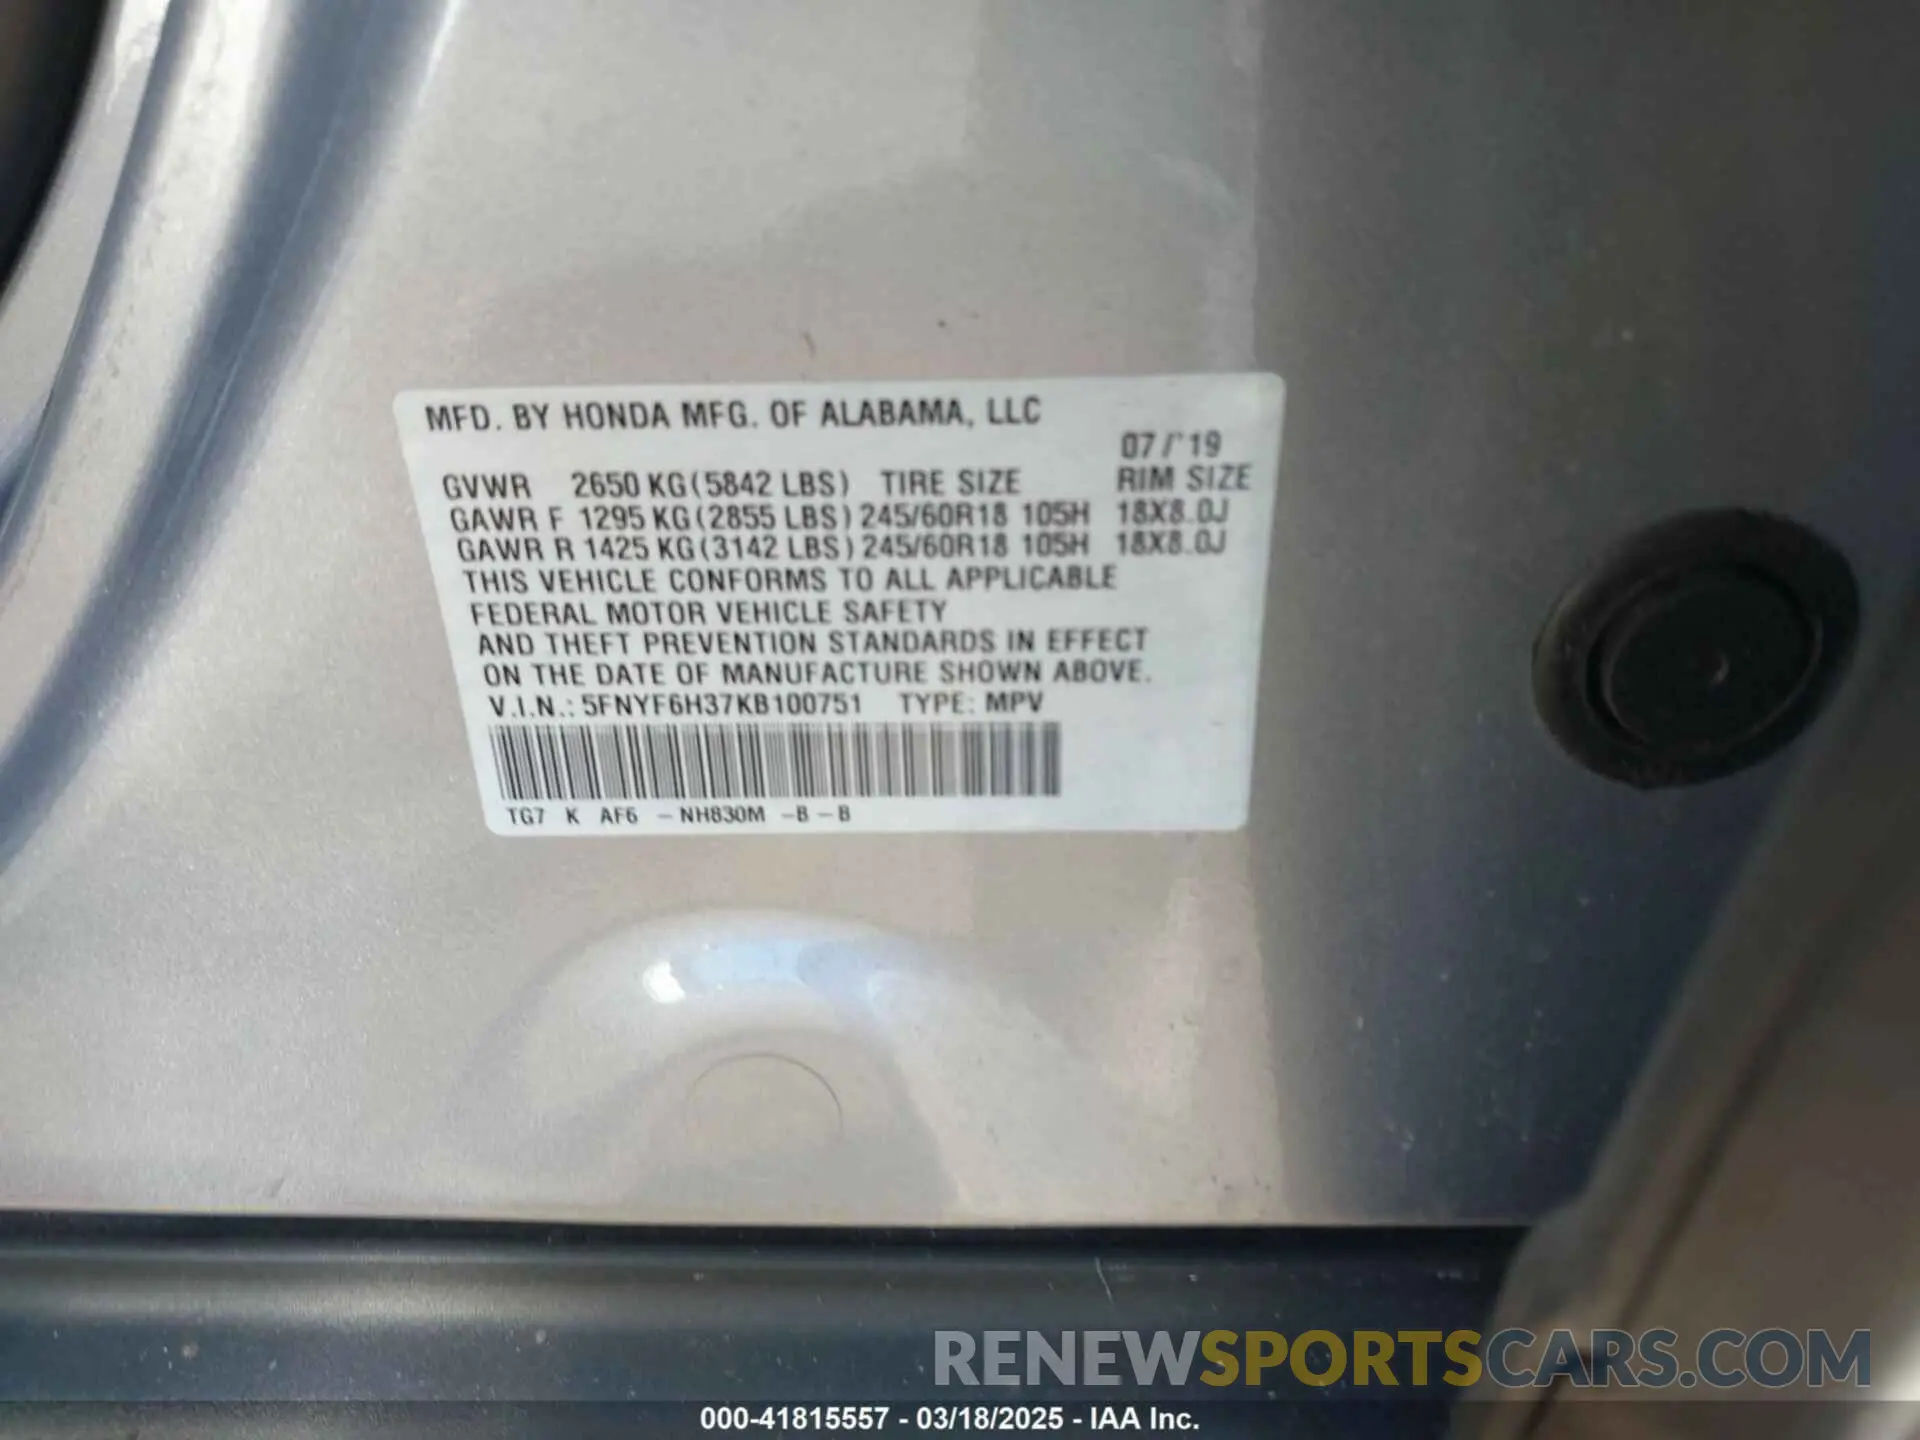 MFD. BY HONDA MFG. OF ALABAMA, LLC
07/'19
GVWR 2650 KG(5842 LBS) TIRE SIZE RIM SIZE
GAWR F 1295 KG(2855 LBS) 245/60R18 105H 18X8.0J
GAWR R 1425 KG(3142 LBS) 245/60R18 105H 18X8.0J
THIS VEHICLE CONFORMS TO ALL APPLICABLE
FEDERAL MOTOR VEHICLE SAFETY
AND THEFT PREVENTION STANDARDS IN EFFECT
ON THE DATE OF MANUFACTURE SHOWN ABOVE.
V.I.N.: 5FNYF6H37KB100751 TYPE: MPV
TG7 K AF6 - NH830M - B - B
RENEWSPORTSCARS.COM
000-41815557 - 03/18/2025 - IAA Inc.